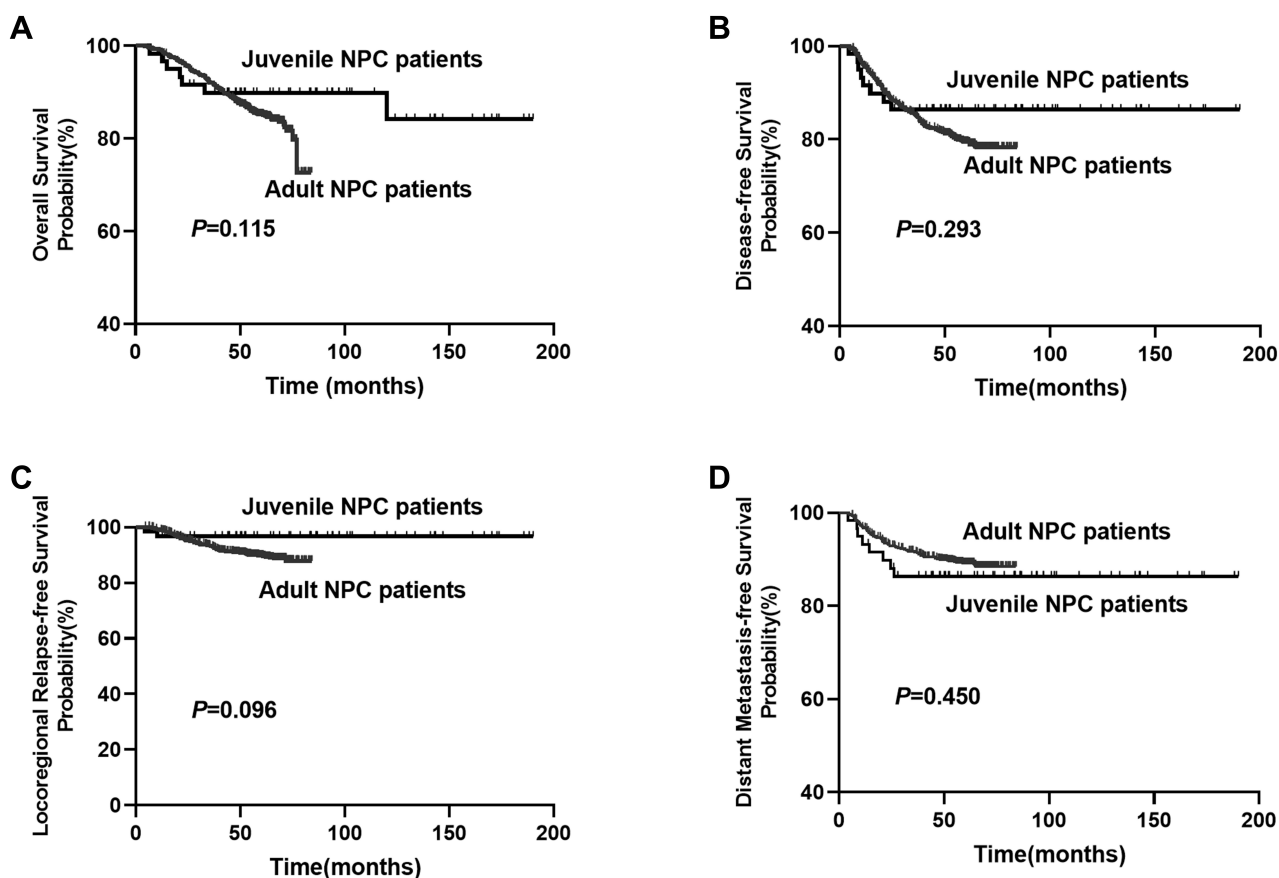 A
Overall Survival
Probability(%)
100
80
60
40
Juvenile NPC patients
Adult NPC patients
P=0.115
0
50
100
150
200
Time (months)
B
Disease-free Survival
Probability(%)
100
80
60
40
Juvenile NPC patients
Adult NPC patients
P=0.293
0
50
100
150
200
Time(months)
C
Locoregional Relapse-free Survival
Probability(%)
100
80
60
40
20
0
Juvenile NPC patients
Adult NPC patients
P=0.096
0
50
100
150
200
Time(months)
D
Distant Metastasis-free Survival
Probability(%)
100
80
60
40
Adult NPC patients
Juvenile NPC patients
P=0.450
0
50
100
150
200
Time(months)